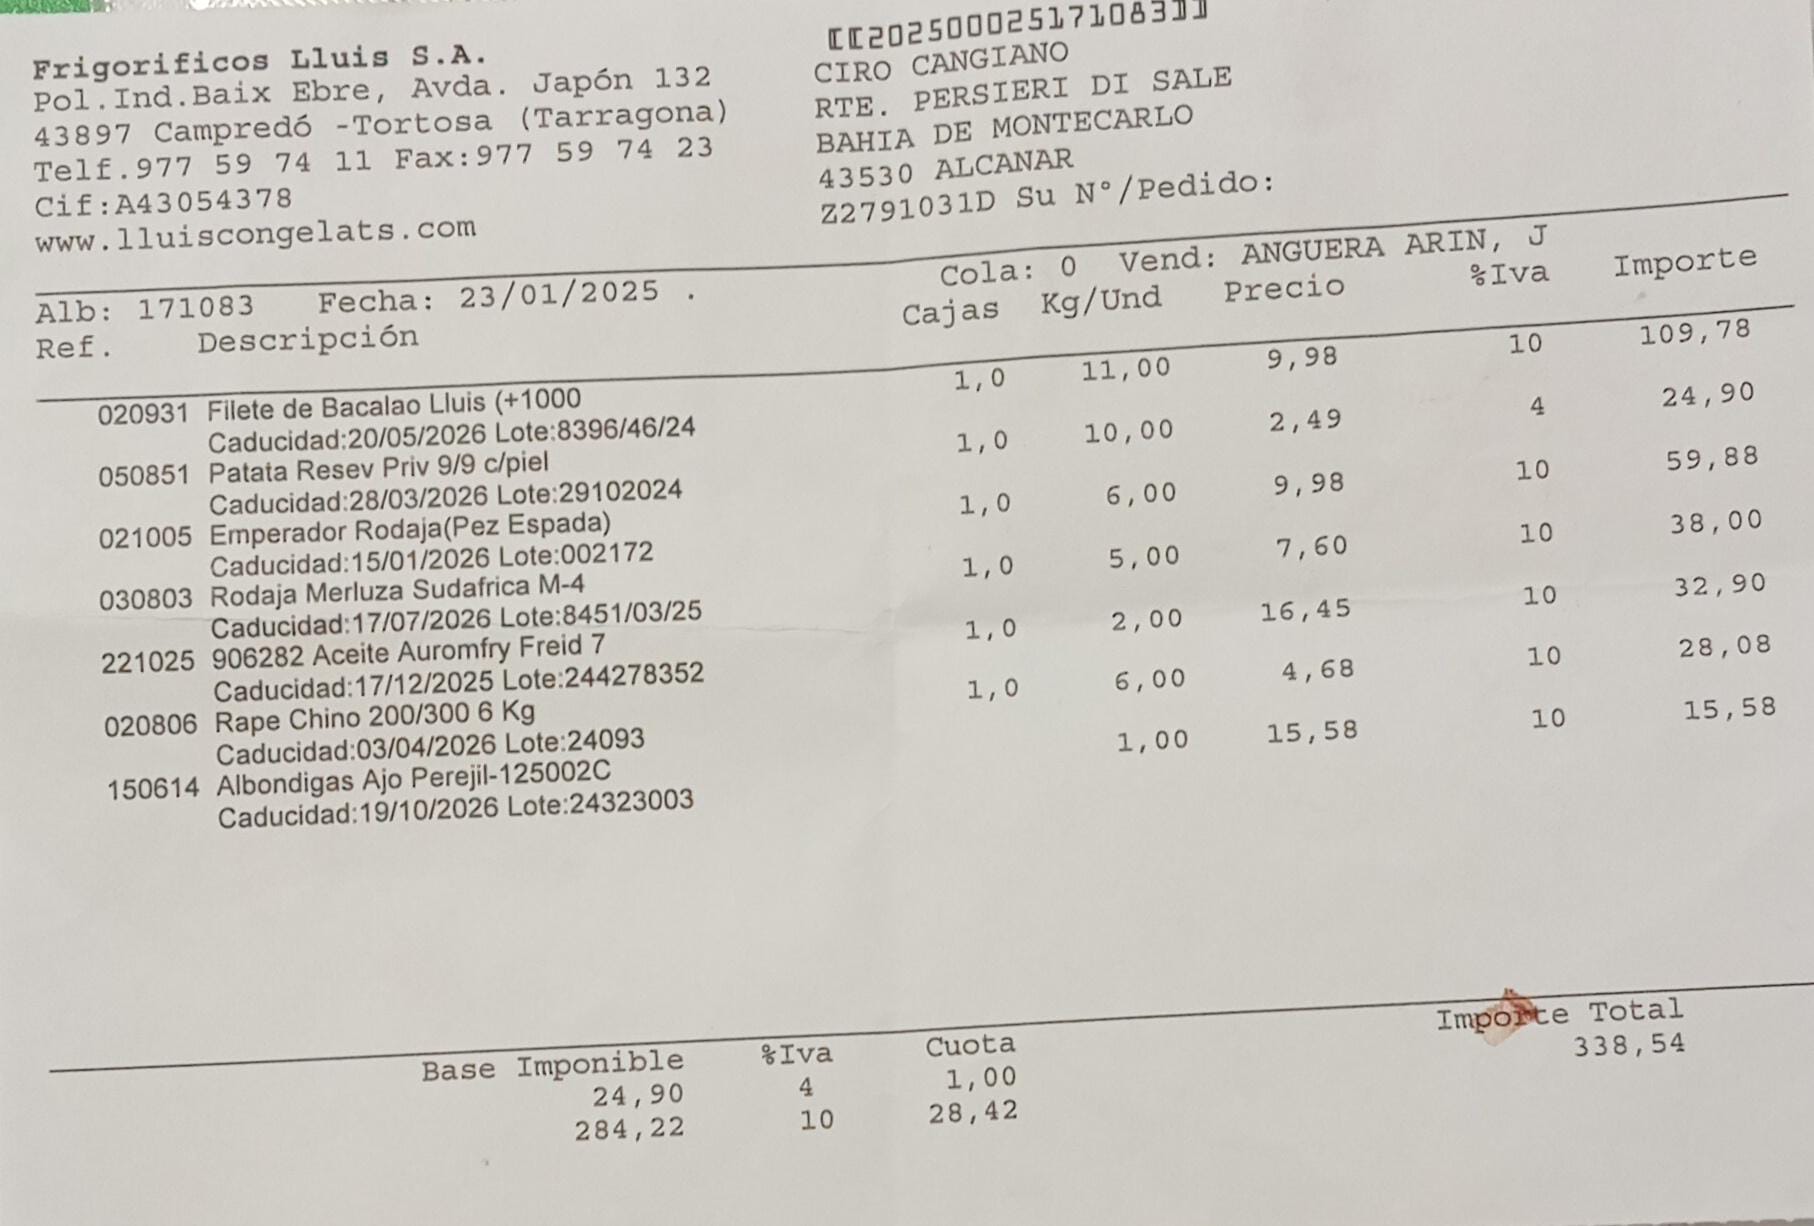 Frigorificos Lluis S.A.
Pol.Ind.Baix Ebre, Avda. Japón 132
43897 Campredó -Tortosa (Tarragona)
Telf.977 59 74 11 Fax:977 59 74 23
Cif:A43054378
www.lluiscongelats.com
[[202500025171083]]
CIRO CANGIANO
RTE. PERSIERI DI SALE
BAHIA DE MONTECARLO
43530 ALCANAR
Z2791031D Su N°/Pedido:
Alb: 171083 Fecha: 23/01/2025 . Cola: 0 Vend: ANGUERA ARIN, J
Ref. Descripción Cajas Kg/Und Precio %Iva Importe
020931 Filete de Bacalao Lluis (+1000 1,0 11,00 9,98 10 109,78
Caducidad:20/05/2026 Lote:8396/46/24
050851 Patata Resev Priv 9/9 c/piel 1,0 10,00 2,49 4 24,90
Caducidad:28/03/2026 Lote:29102024
021005 Emperador Rodaja(Pez Espada) 1,0 6,00 9,98 10 59,88
Caducidad:15/01/2026 Lote:002172
030803 Rodaja Merluza Sudafrica M-4 1,0 5,00 7,60 10 38,00
Caducidad:17/07/2026 Lote:8451/03/25
221025 906282 Aceite Auromfry Freid 7 1,0 2,00 16,45 10 32,90
Caducidad:17/12/2025 Lote:244278352
020806 Rape Chino 200/300 6 Kg 1,0 6,00 4,68 10 28,08
Caducidad:03/04/2026 Lote:24093
150614 Albondigas Ajo Perejil-125002C 1,00 15,58 10 15,58
Caducidad:19/10/2026 Lote:24323003
Base Imponible %Iva Cuota Importe Total
24,90 4 1,00 338,54
284,22 10 28,42